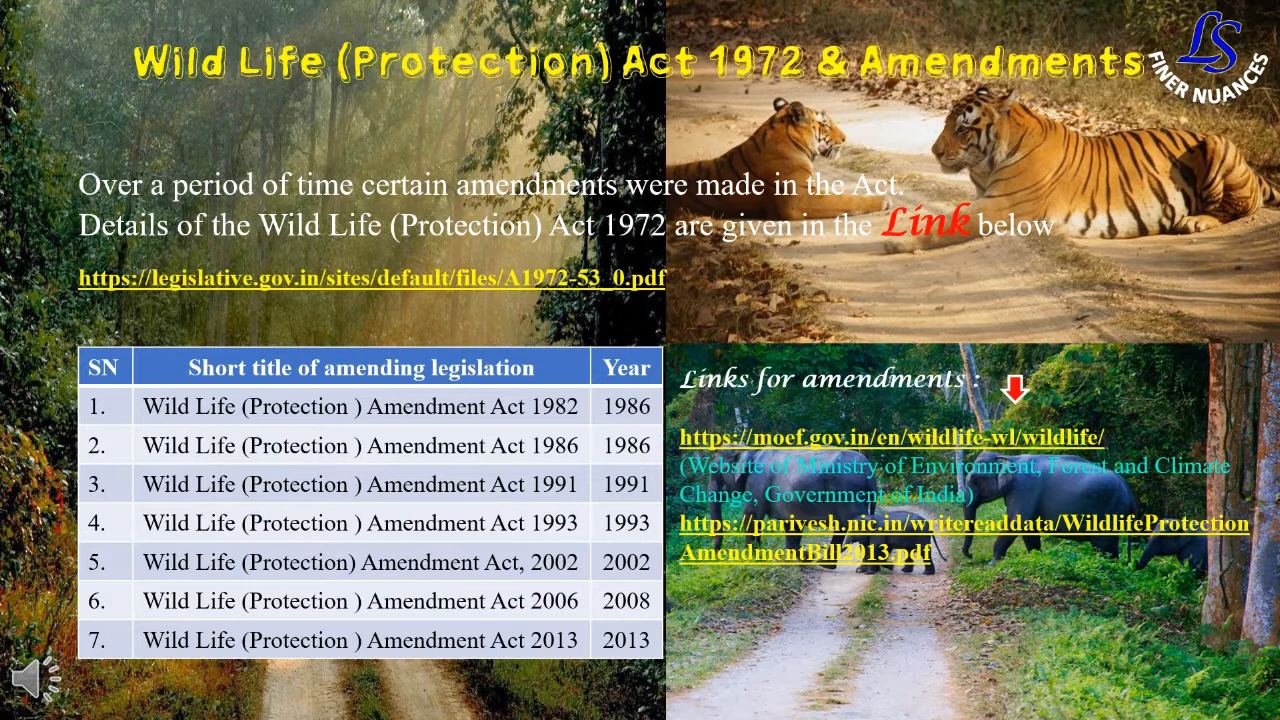 Wild Life (Protection) Act 1972 & Amendments
LS
FINER NUANCES
Over a period of time certain amendments were made in the Act.
Details of the Wild Life (Protection) Act 1972 are given in the Link below
https://legislative.gov.in/sites/default/files/A1972-53_0.pdf
SN Short title of amending legislation Year
1. Wild Life (Protection ) Amendment Act 1982 1986
2. Wild Life (Protection ) Amendment Act 1986 1986
3. Wild Life (Protection ) Amendment Act 1991 1991
4. Wild Life (Protection ) Amendment Act 1993 1993
5. Wild Life (Protection) Amendment Act, 2002 2002
6. Wild Life (Protection ) Amendment Act 2006 2008
7. Wild Life (Protection ) Amendment Act 2013 2013
Links for amendments :
https://moef.gov.in/en/wildlife-wl/wildlife/
(Website of Ministry of Environment, Forest and Climate
Change, Government of India)
https://parivesh.nic.in/writereaddata/WildlifeProtection
AmendmentBill2013.pdf